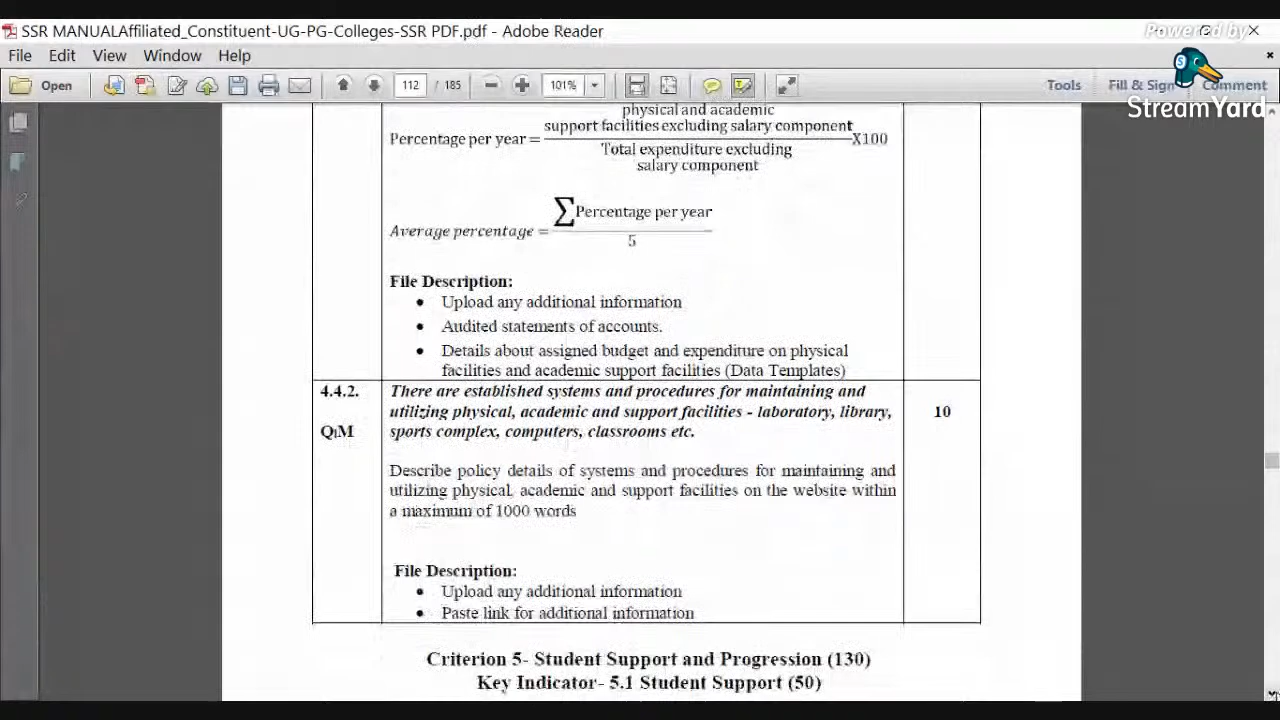 SSR MANUALAffiliated_Constituent-UG-PG-Colleges-SSR PDF.pdf - Adobe Reader
Powered by
File Edit View Window Help
Open 112 / 185 101% Tools Fill & Sign Comment
StreamYard
physical and academic
support facilities excluding salary component
Percentage per year = X100
Total expenditure excluding
salary component
∑Percentage per year
Average percentage =
5
File Description:
• Upload any additional information
• Audited statements of accounts.
• Details about assigned budget and expenditure on physical
facilities and academic support facilities (Data Templates)
4.4.2. There are established systems and procedures for maintaining and
utilizing physical, academic and support facilities - laboratory, library, 10
QlM sports complex, computers, classrooms etc.
Describe policy details of systems and procedures for maintaining and
utilizing physical, academic and support facilities on the website within
a maximum of 1000 words
File Description:
• Upload any additional information
• Paste link for additional information
Criterion 5- Student Support and Progression (130)
Key Indicator- 5.1 Student Support (50)